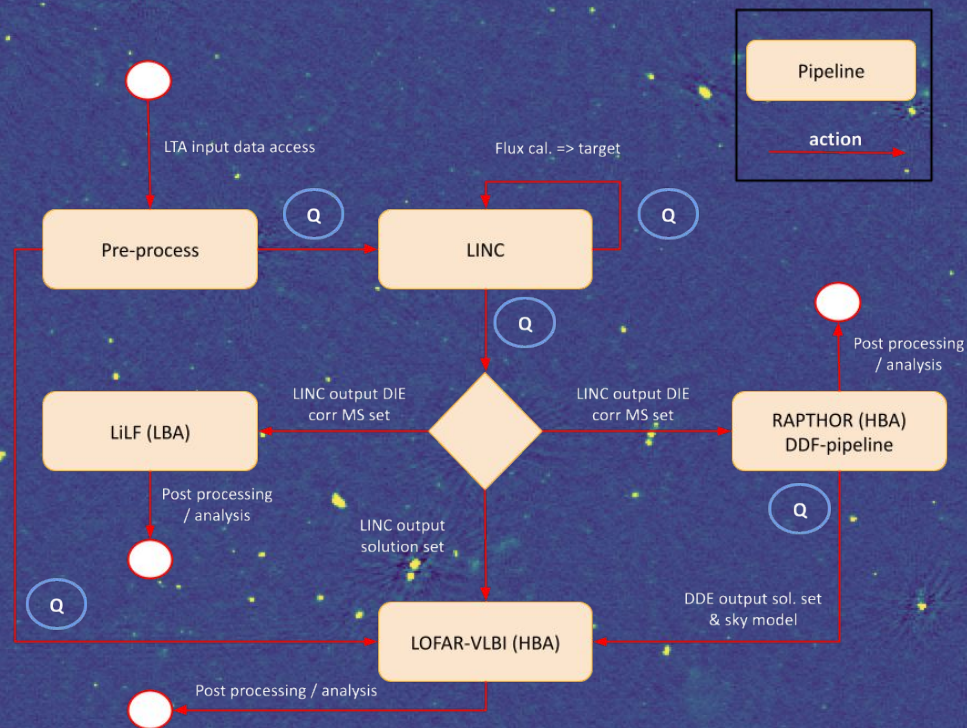 Pipeline
action
LTA input data access
Flux cal. => target
Q
Q
Pre-process
LINC
Q
Post processing
/ analysis
LINC output DIE
corr MS set
LINC output DIE
corr MS set
LiLF (LBA)
RAPTHOR (HBA)
DDF-pipeline
Post processing
/ analysis
Q
LINC output
solution set
Q
DDE output sol. set
& sky model
LOFAR-VLBI (HBA)
Post processing / analysis